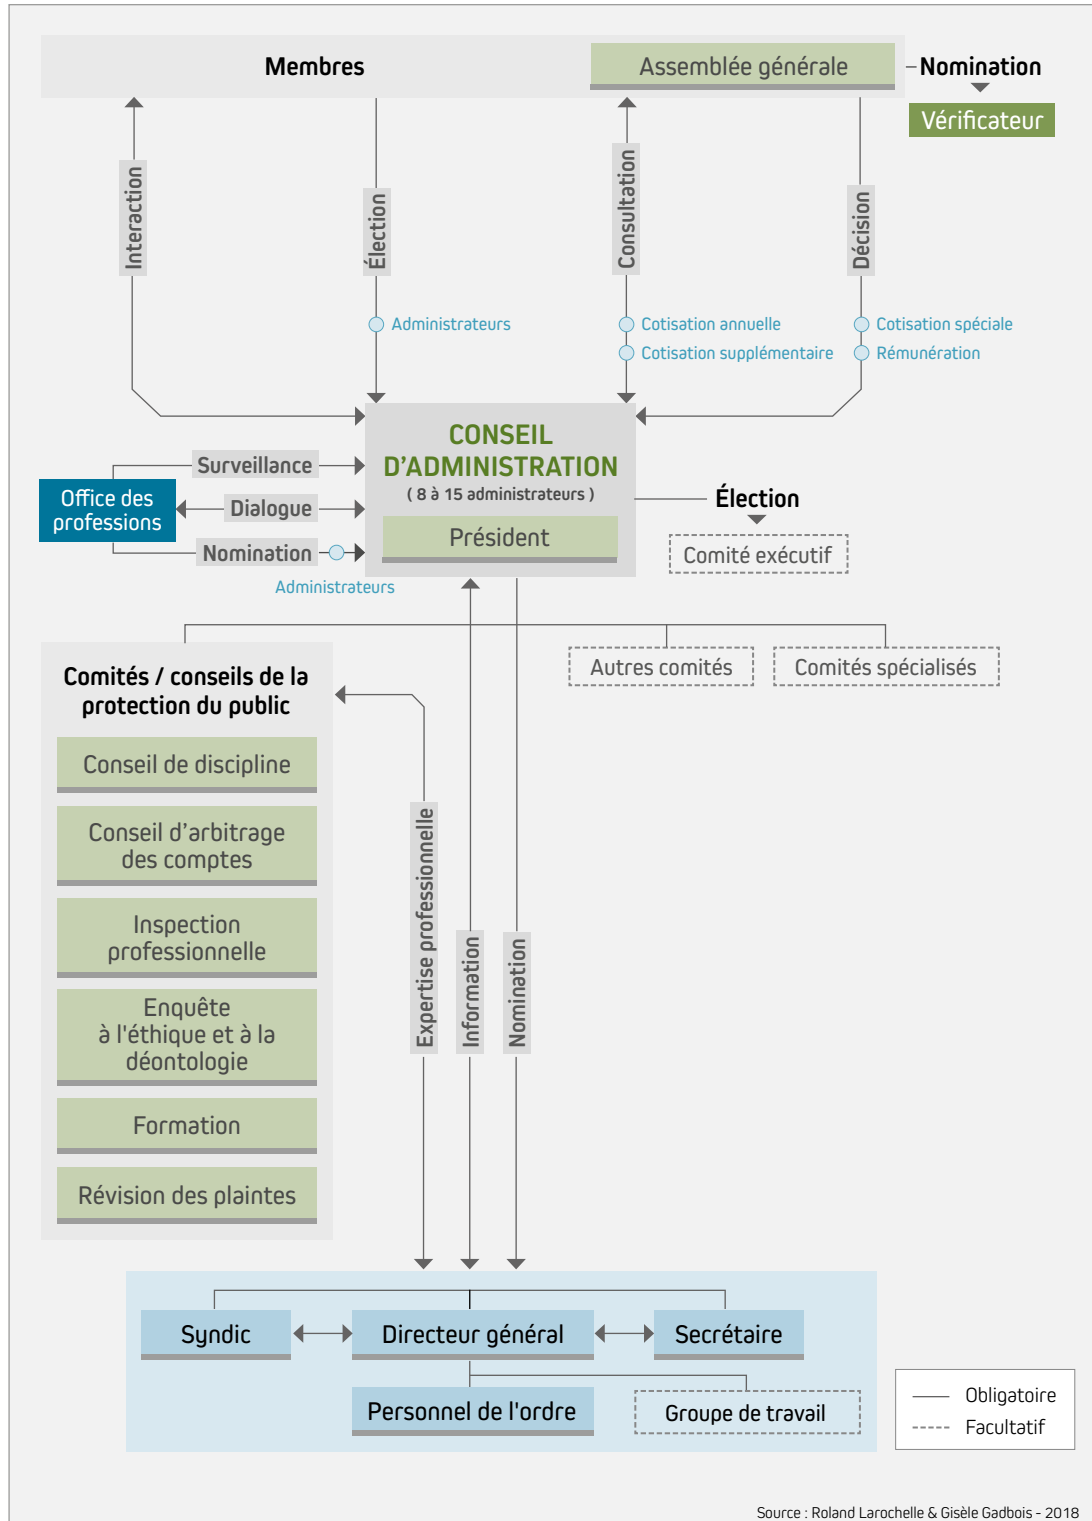 Membres
Assemblée générale
Nomination
Vérificateur
Interaction
Élection
Consultation
Décision
Administrateurs
Cotisation annuelle
Cotisation supplémentaire
Cotisation spéciale
Rémunération
CONSEIL
D'ADMINISTRATION
( 8 à 15 administrateurs )
Président
Surveillance
Office des
professions
Dialogue
Nomination
Administrateurs
Élection
Comité exécutif
Autres comités
Comités spécialisés
Comités / conseils de la
protection du public
Conseil de discipline
Conseil d'arbitrage
des comptes
Inspection
professionnelle
Enquête
à l'éthique et à la
déontologie
Formation
Révision des plaintes
Expertise professionnelle
Information
Nomination
Syndic
Directeur général
Secrétaire
Personnel de l'ordre
Groupe de travail
Obligatoire
Facultatif
Source : Roland Larochelle & Gisèle Gadbois - 2018